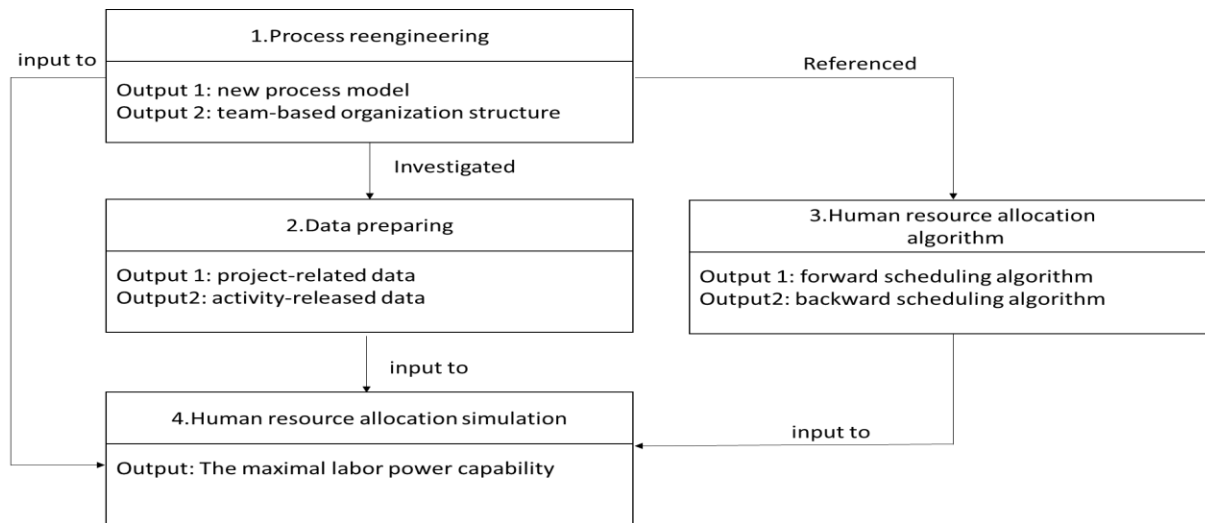 1.Process reengineering
input to
Referenced
Output 1: new process model
Output 2: team-based organization structure
Investigated
2.Data preparing
3.Human resource allocation
algorithm
Output 1: project-related data
Output2: activity-released data
Output 1: forward scheduling algorithm
Output2: backward scheduling algorithm
input to
4.Human resource allocation simulation
input to
Output: The maximal labor power capability